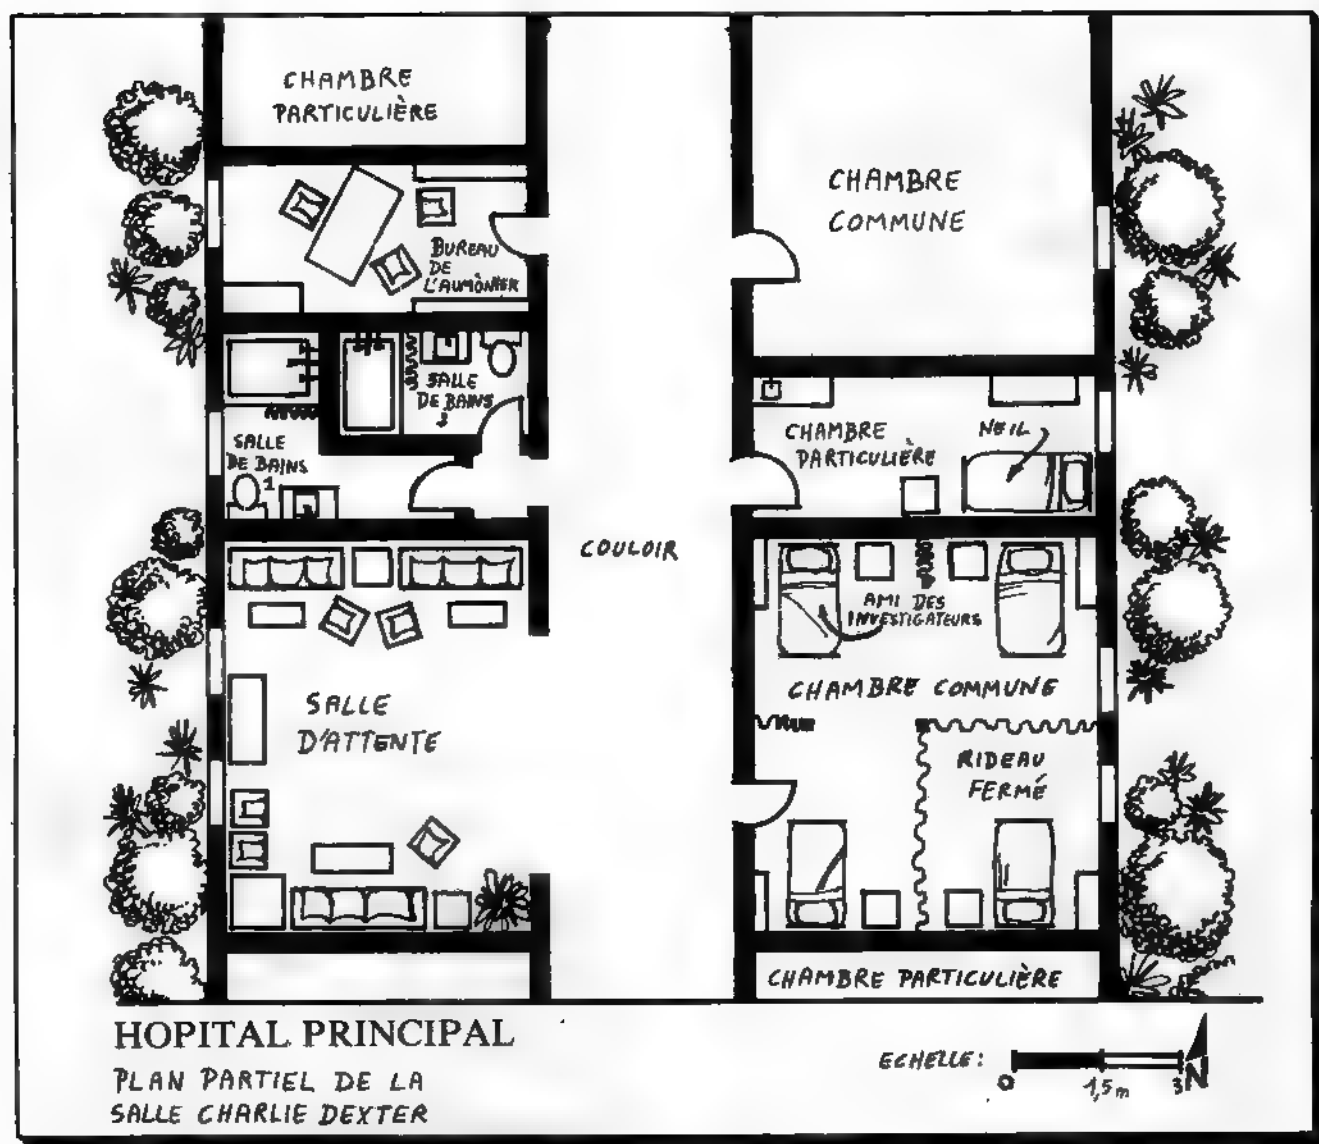 CHAMBRE
PARTICULIÈRE
CHAMBRE
COMMUNE
BUREAU
DE
L'AUMÔNIER
SALLE
DE BAINS
2
SALLE
DE BAINS
1
CHAMBRE
PARTICULIÈRE
NEIL
COULOIR
AMI DES
INVESTIGATEURS
CHAMBRE COMMUNE
SALLE
D'ATTENTE
RIDEAU
FERMÉ
CHAMBRE PARTICULIÈRE
HOPITAL PRINCIPAL
PLAN PARTIEL DE LA
SALLE CHARLIE DEXTER
ECHELLE:
0 1,5m 3
N